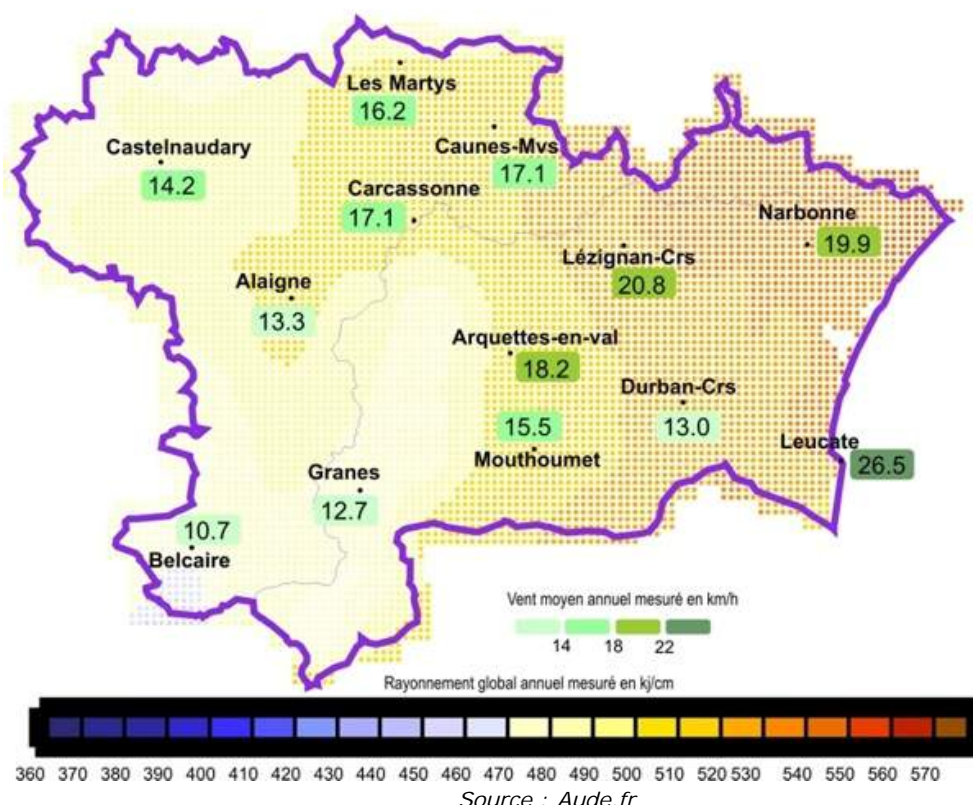 Les Martys
16.2
Castelnaudary
14.2
Caunes-Mvs
17.1
Carcassonne
17.1
Narbonne
19.9
Lézignan-Crs
20.8
Alaigne
13.3
Arquettes-en-val
18.2
Durban-Crs
13.0
15.5
Mouthoumet
Leucate
26.5
Granes
12.7
10.7
Belcaire
Vent moyen annuel mesuré en km/h
14 18 22
Rayonnement global annuel mesuré en kj/cm
360 370 380 390 400 410 420 430 440 450 460 470 480 490 500 510 520 530 540 550 560 570
Source : Aude.fr